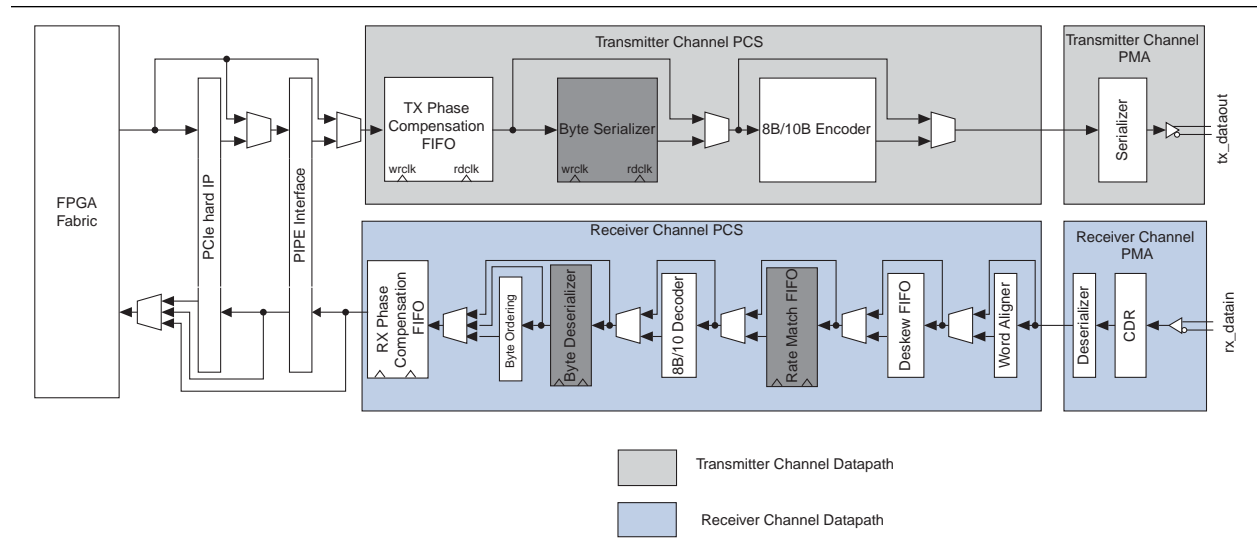 FPGA
Fabric
PCIe hard IP
PIPE Interface
Transmitter Channel PCS
TX Phase
Compensation
FIFO
wrclk
rdclk
Byte Serializer
wrclk
rdclk
8B/10B Encoder
Transmitter Channel
PMA
Serializer
tx_dataout
Receiver Channel PCS
RX Phase
Compensation
FIFO
Byte Ordering
Byte Deserializer
8B/10 Decoder
Rate Match FIFO
Deskew FIFO
Word Aligner
Receiver Channel
PMA
Deserializer
CDR
rx_datain
Transmitter Channel Datapath
Receiver Channel Datapath